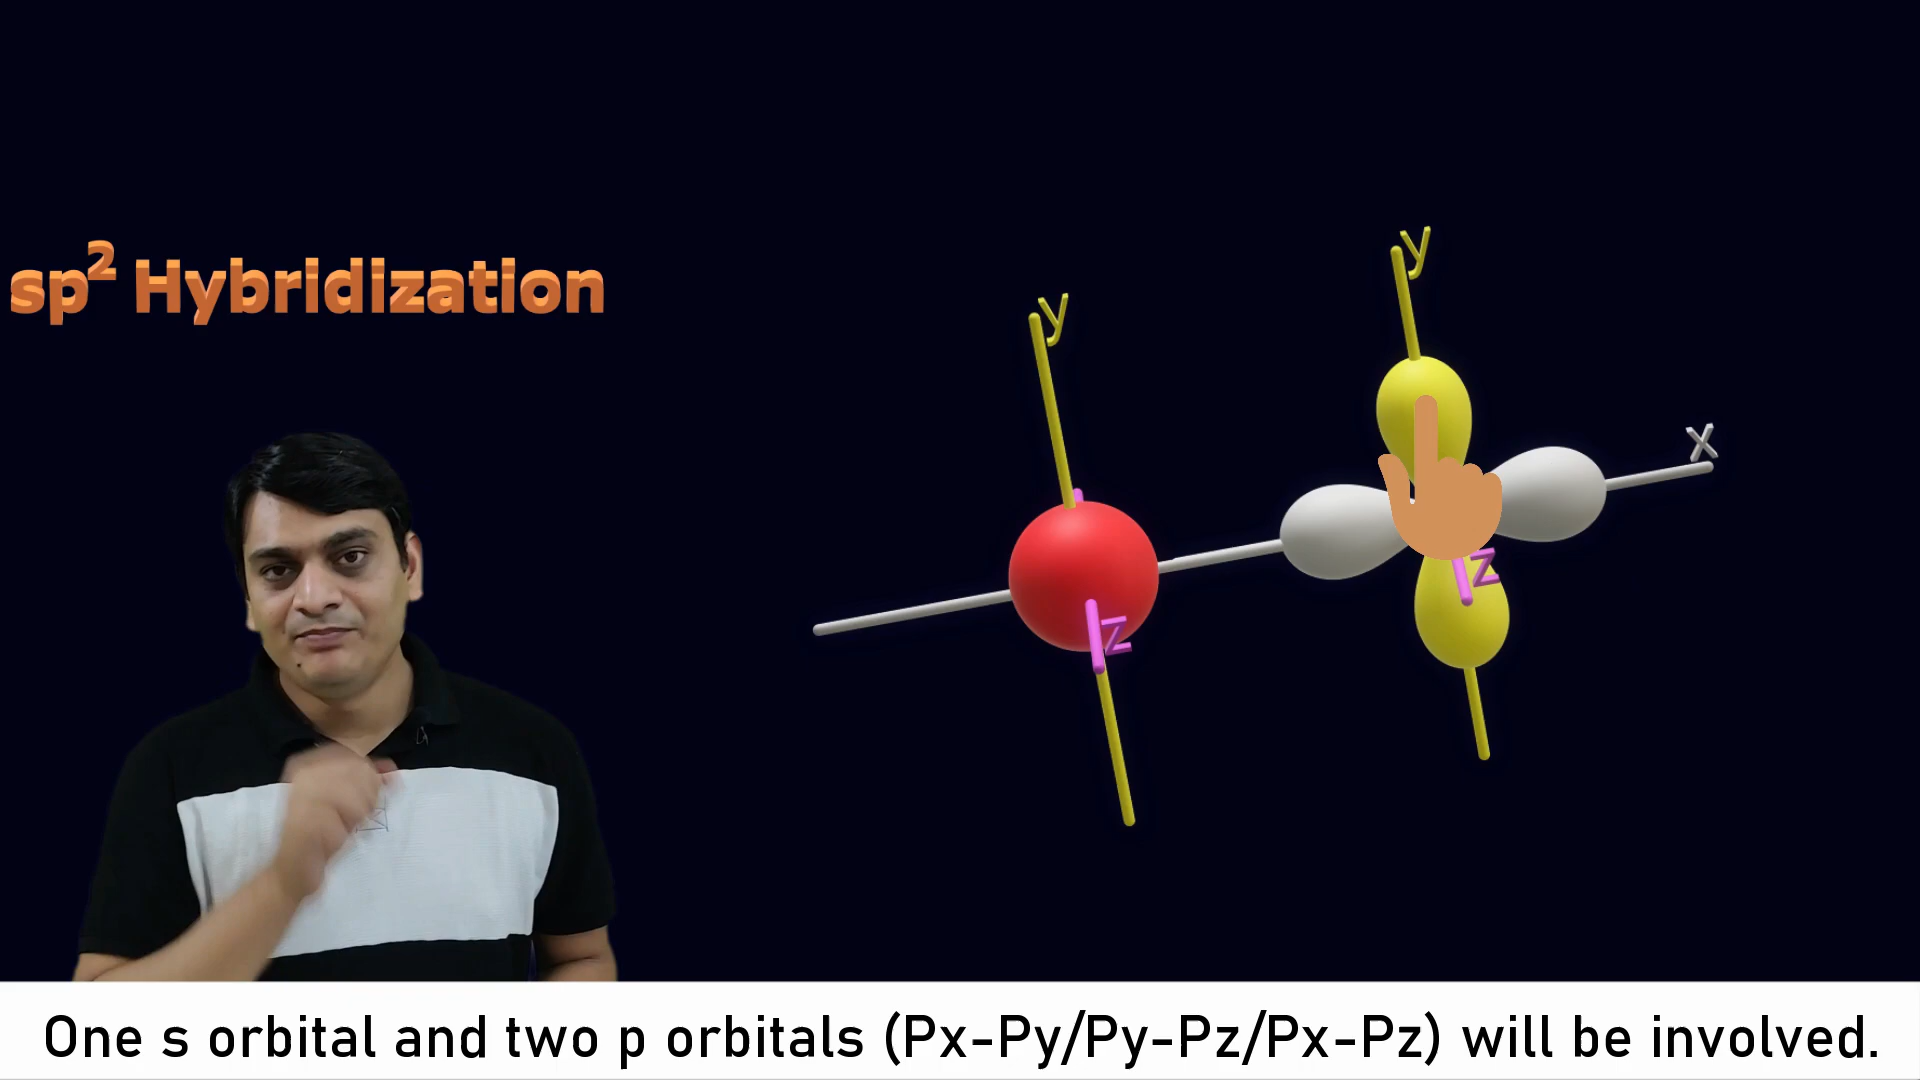 sp² Hybridization
y
y
x
z
z
One s orbital and two p orbitals (Px-Py/Py-Pz/Px-Pz) will be involved.